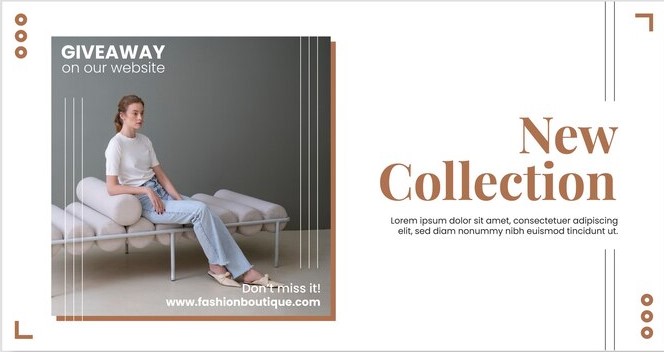 GIVEAWAY
on our website
Don't miss it!
www.fashionboutique.com
New
Collection
Lorem ipsum dolor sit amet, consectetuer adipiscing
elit, sed diam nonummy nibh euismod tincidunt ut.